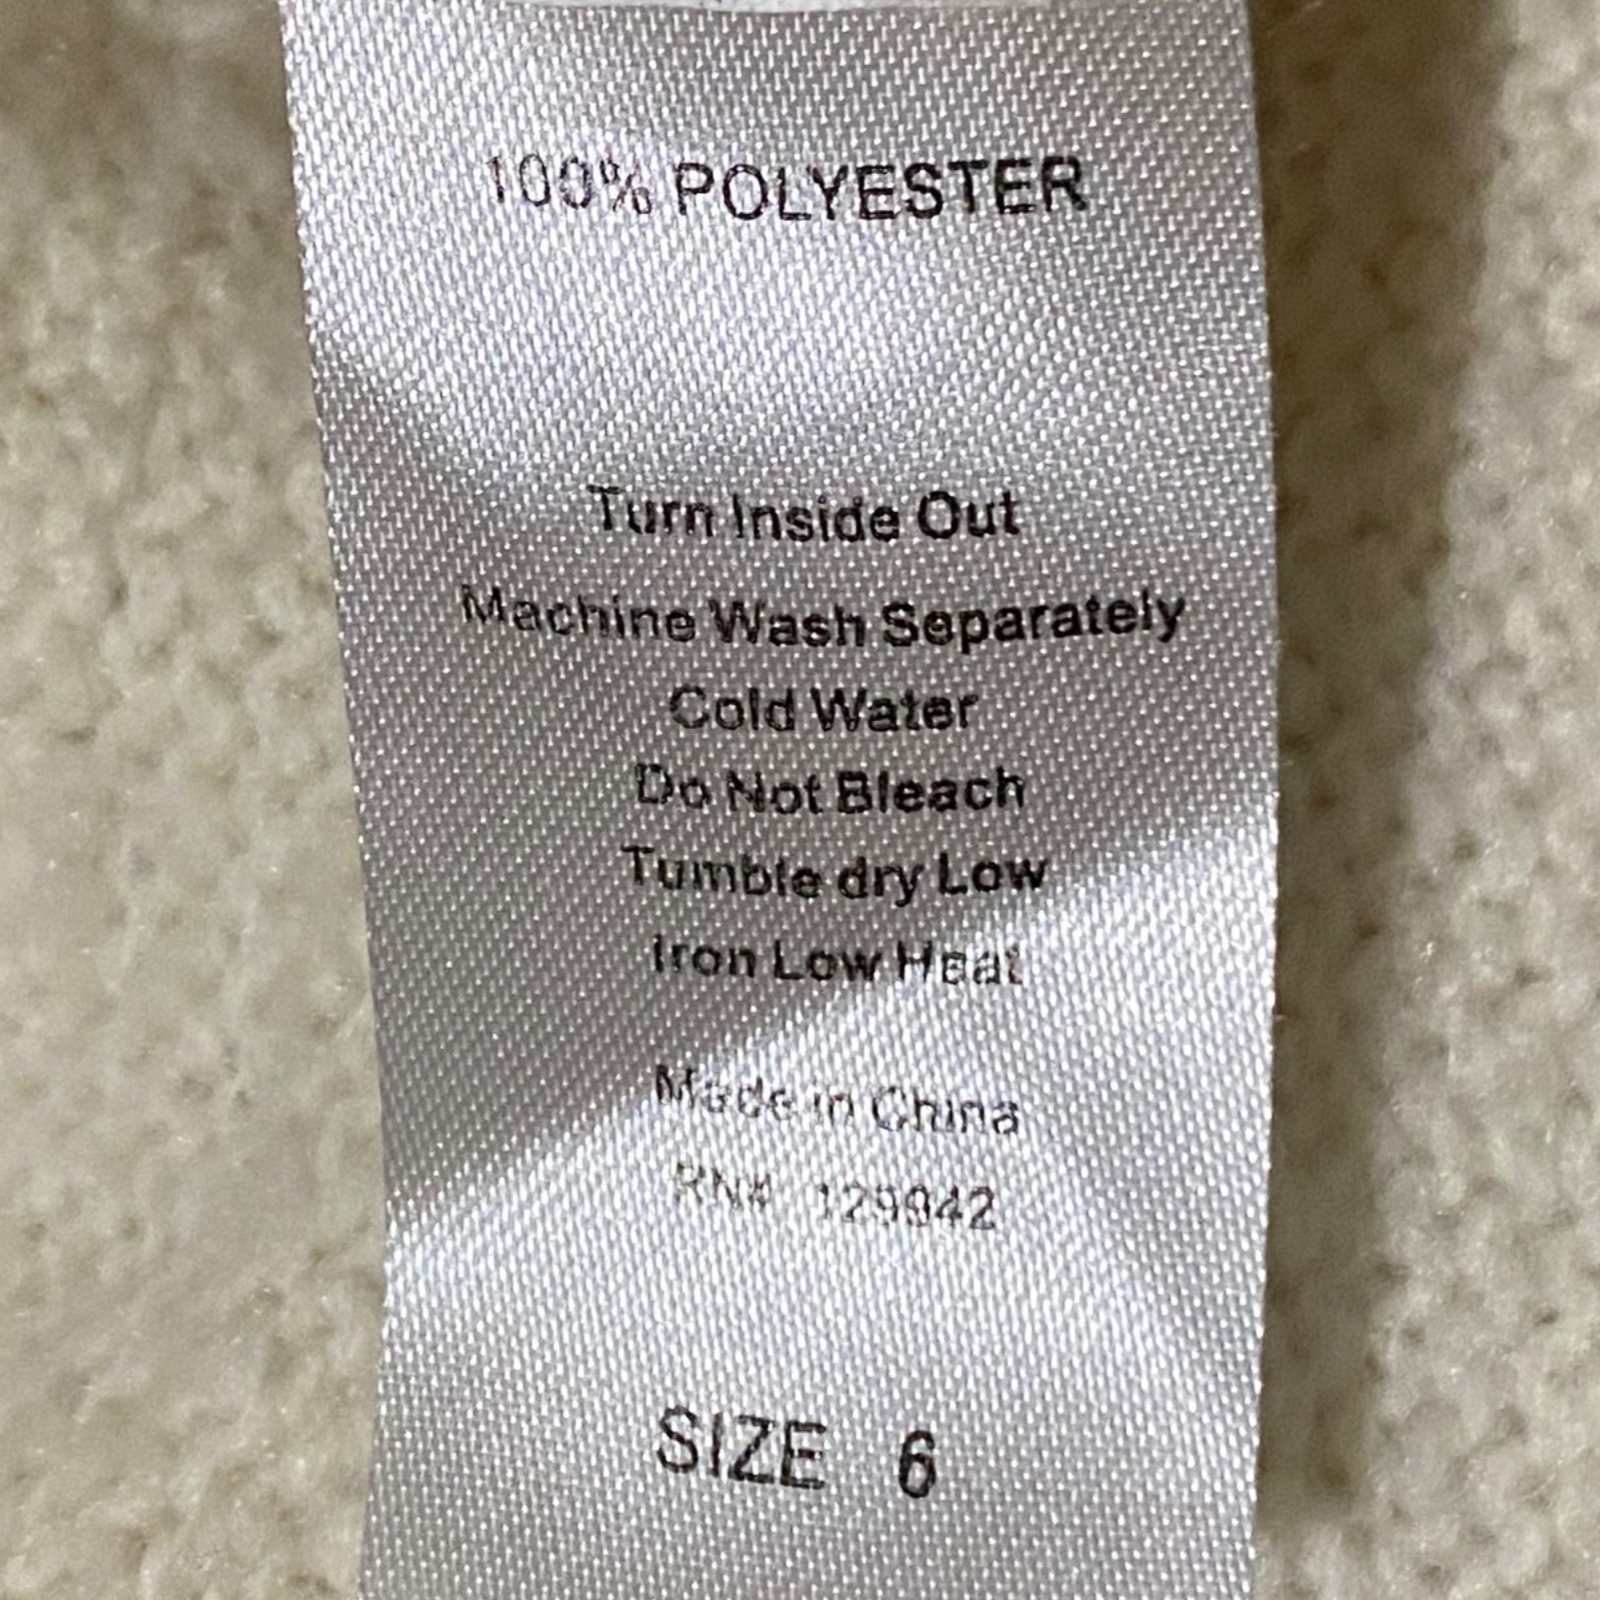 100% POLYESTER
Turn Inside Out
Machine Wash Separately
Cold Water
Do Not Bleach
Tumble dry Low
Iron Low Heat
Made in China
RN# 129942
SIZE 6